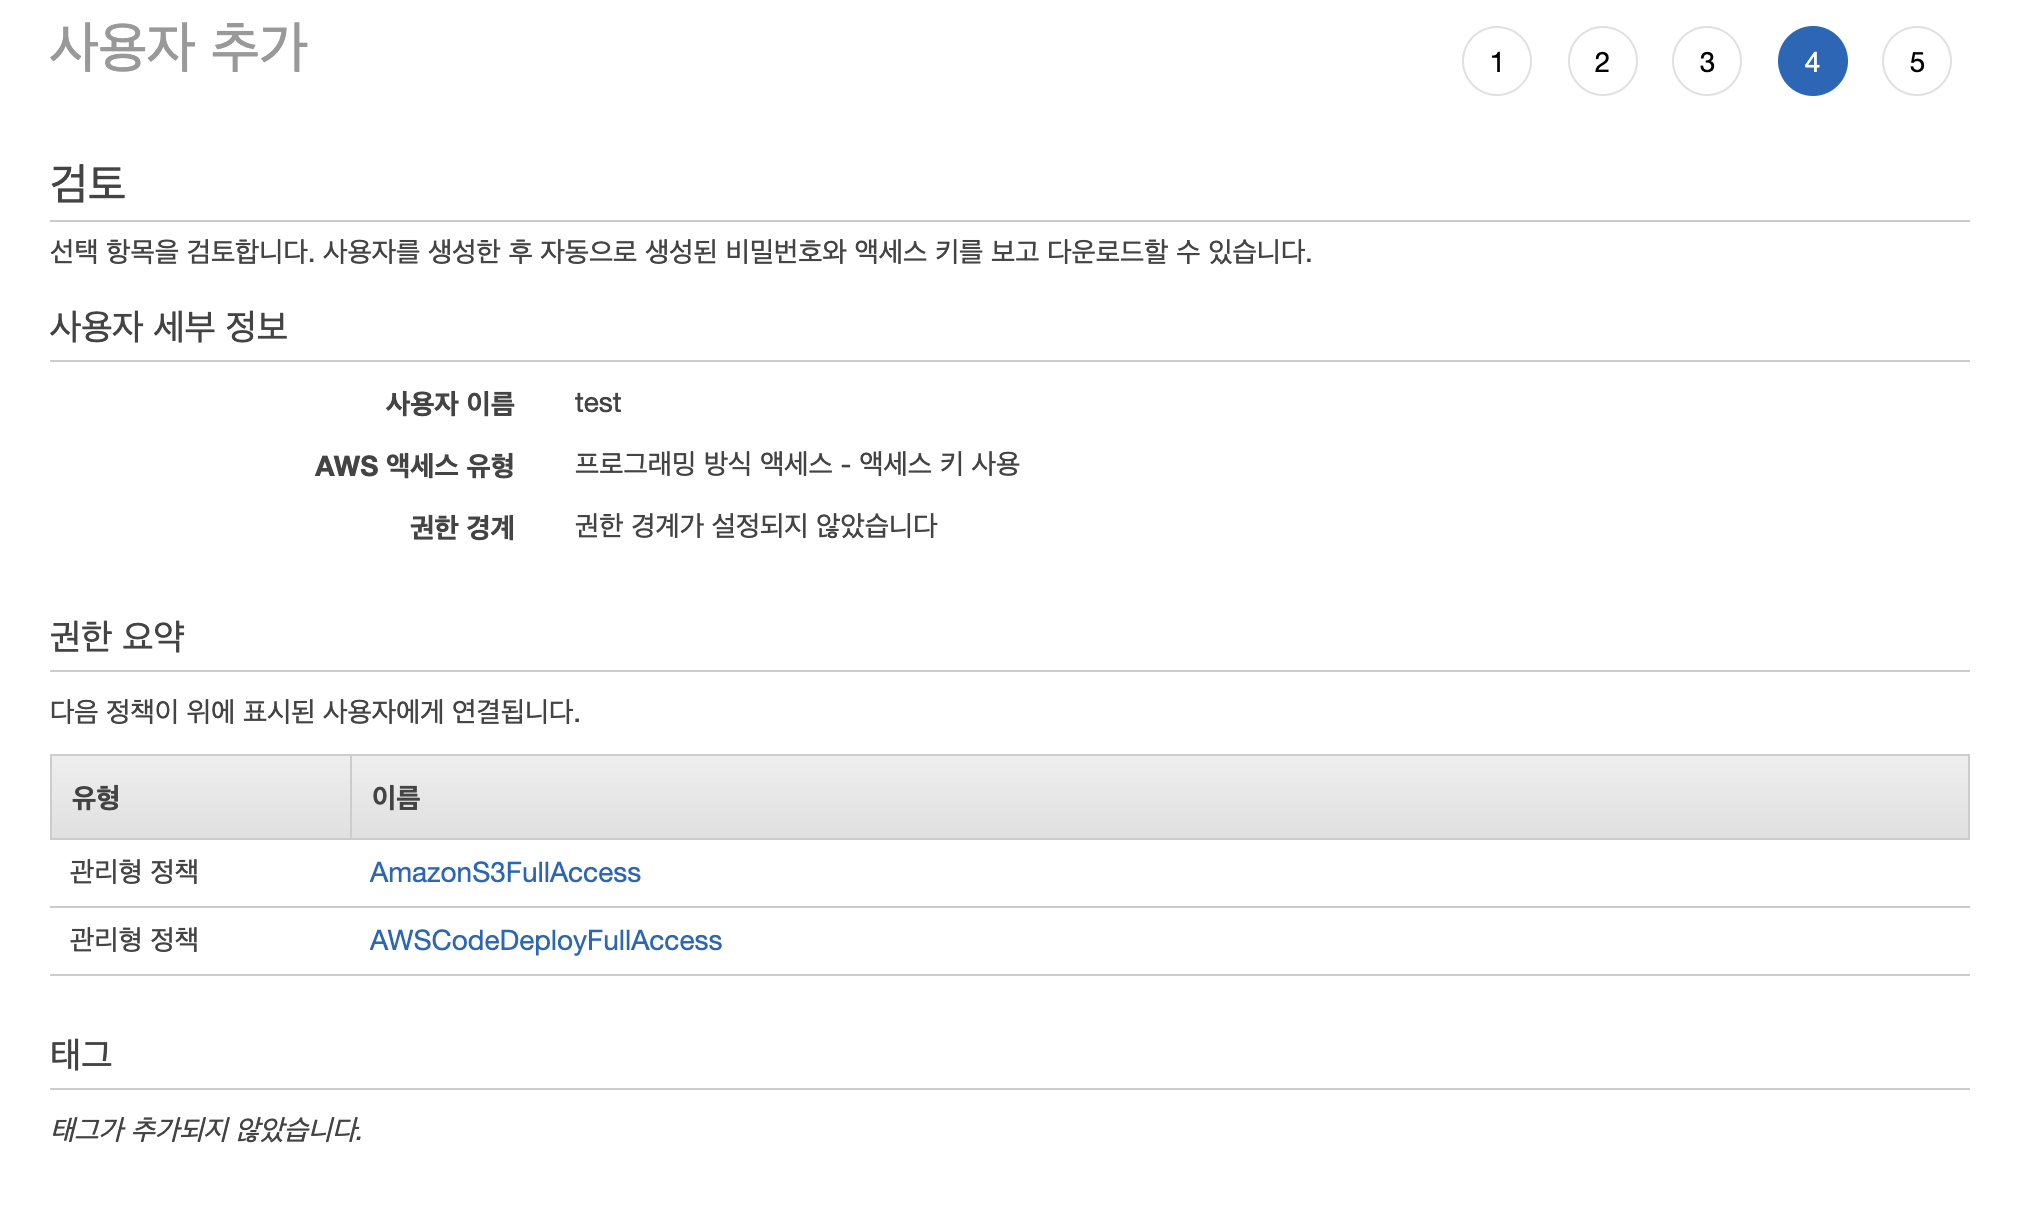 사용자 추가
1 2 3 4 5
검토
선택 항목을 검토합니다. 사용자를 생성한 후 자동으로 생성된 비밀번호와 액세스 키를 보고 다운로드할 수 있습니다.
사용자 세부 정보
사용자 이름 test
AWS 액세스 유형 프로그래밍 방식 액세스 - 액세스 키 사용
권한 경계 권한 경계가 설정되지 않았습니다
권한 요약
다음 정책이 위에 표시된 사용자에게 연결됩니다.
유형 이름
관리형 정책 AmazonS3FullAccess
관리형 정책 AWSCodeDeployFullAccess
태그
태그가 추가되지 않았습니다.